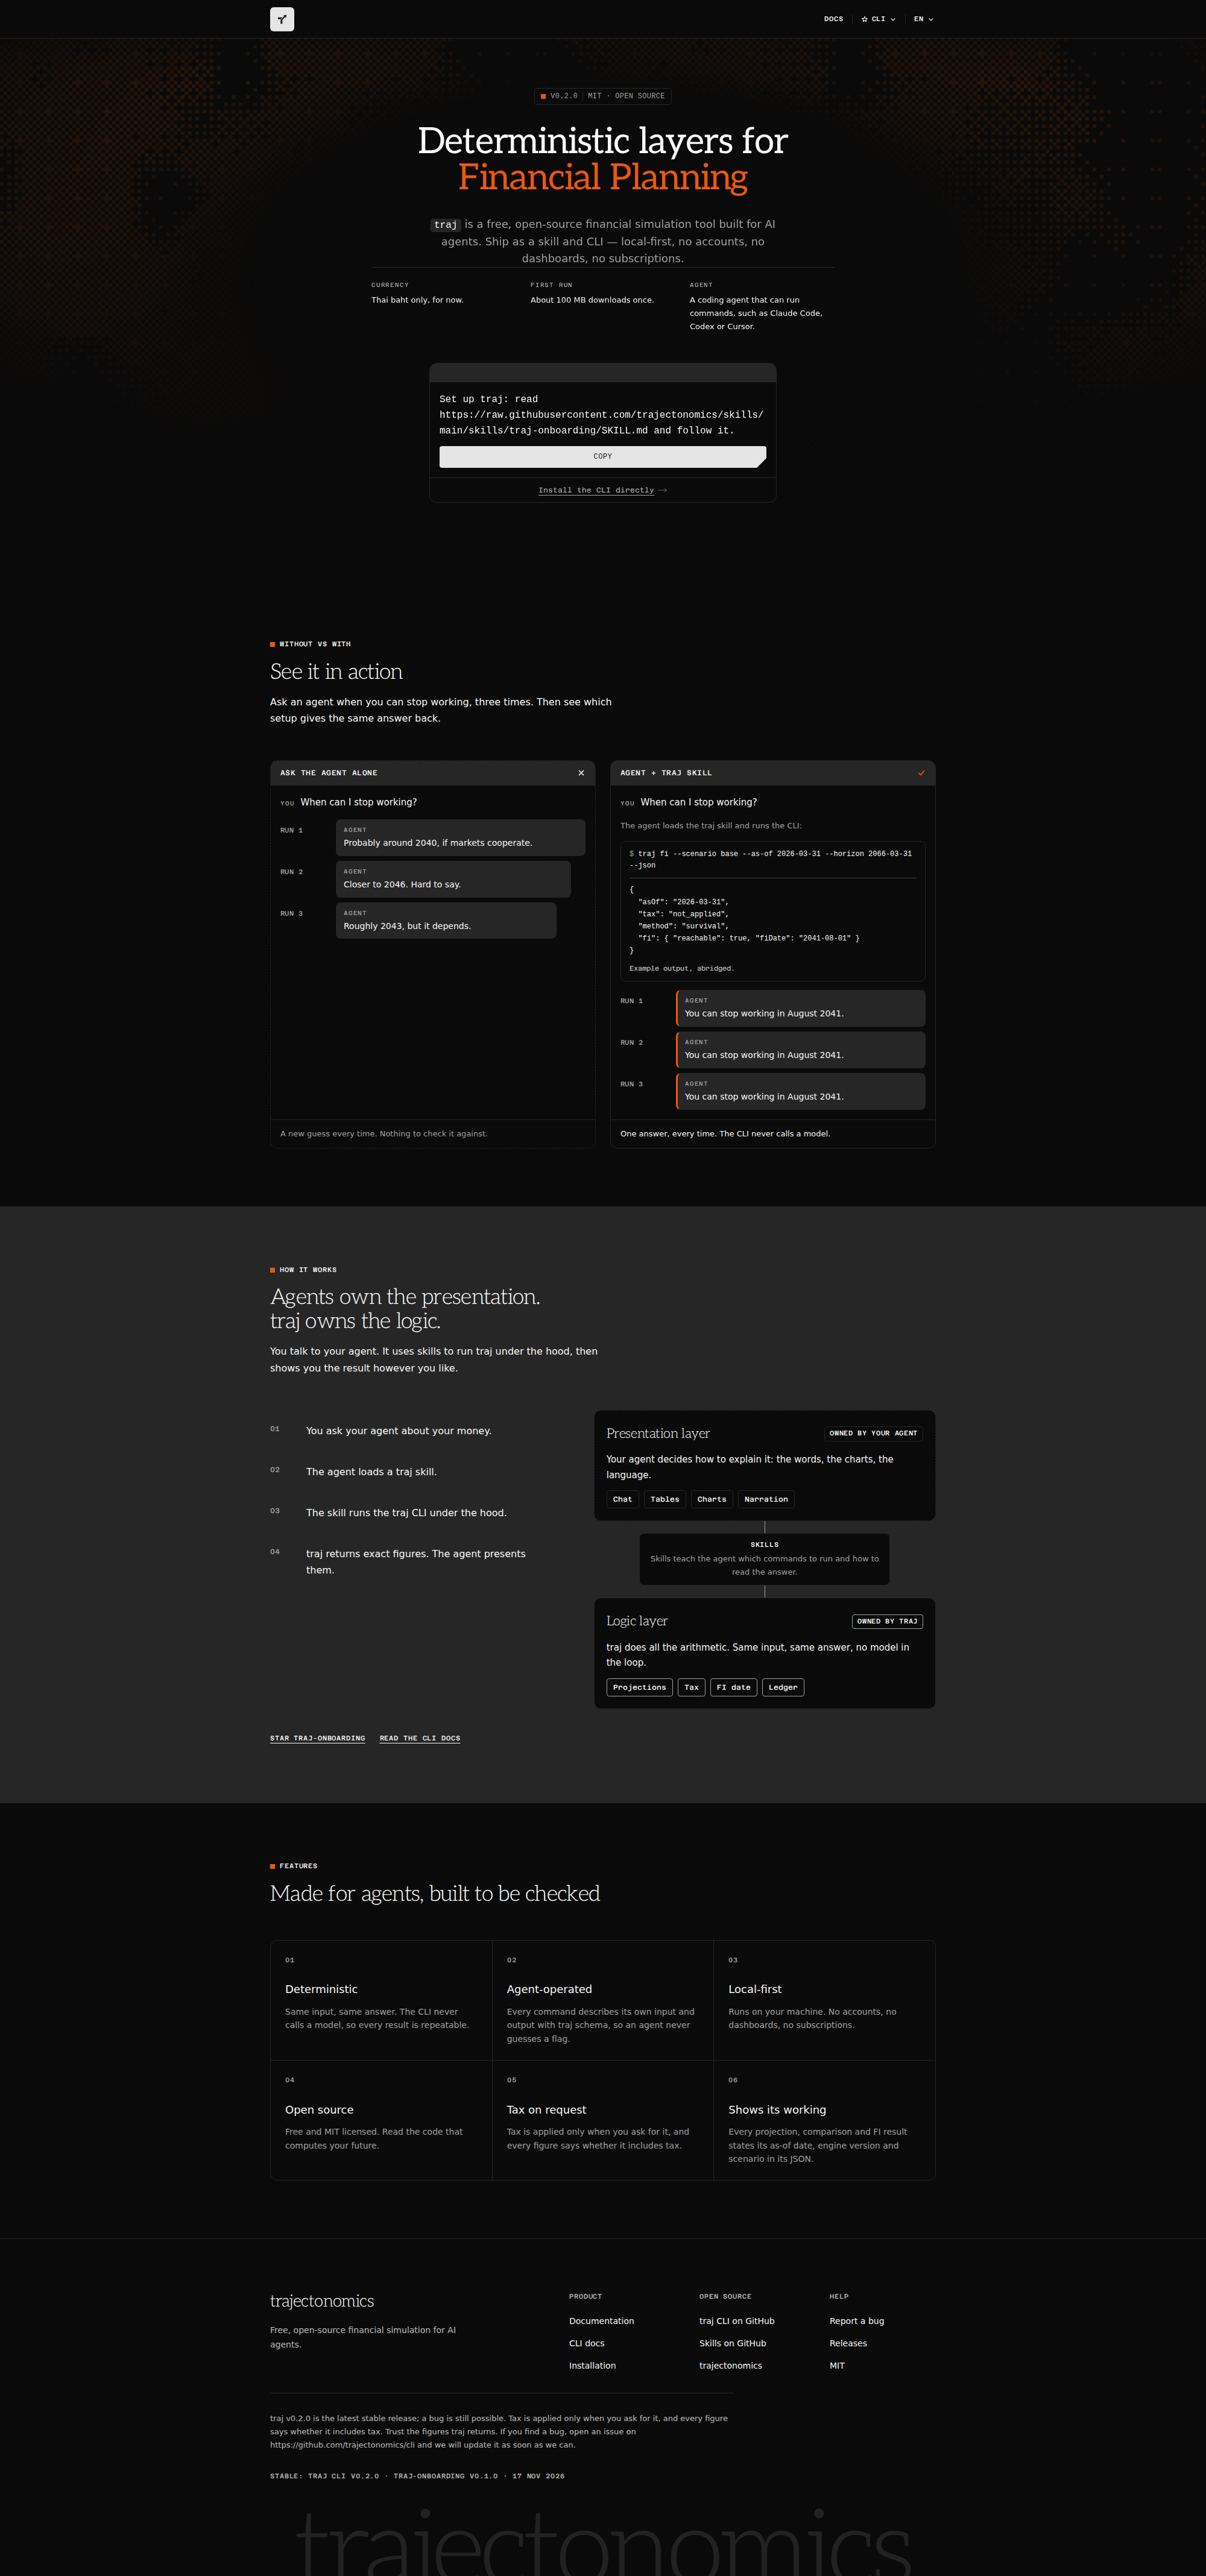 DOCS
CLI
EN
V0.2.0 | MIT · OPEN SOURCE
Deterministic layers for
Financial Planning
traj is a free, open-source financial simulation tool built for AI
agents. Ship as a skill and CLI — local-first, no accounts, no
dashboards, no subscriptions.
CURRENCY
Thai baht only, for now.
FIRST RUN
About 100 MB downloads once.
AGENT
A coding agent that can run
commands, such as Claude Code,
Codex or Cursor.
Set up traj: read
https://raw.githubusercontent.com/trajectonomics/skills/
main/skills/traj-onboarding/SKILL.md and follow it.
COPY
Install the CLI directly →
WITHOUT VS WITH
See it in action
Ask an agent when you can stop working, three times. Then see which
setup gives the same answer back.
ASK THE AGENT ALONE
YOU When can I stop working?
RUN 1
AGENT
Probably around 2040, if markets cooperate.
RUN 2
AGENT
Closer to 2046. Hard to say.
RUN 3
AGENT
Roughly 2043, but it depends.
A new guess every time. Nothing to check it against.
AGENT + TRAJ SKILL
YOU When can I stop working?
The agent loads the traj skill and runs the CLI:
$ traj fi --scenario base --as-of 2026-03-31 --horizon 2066-03-31
--json
{
"asOf": "2026-03-31",
"tax": "not_applied",
"method": "survival",
"fi": { "reachable": true, "fiDate": "2041-08-01" }
}
Example output, abridged.
RUN 1
AGENT
You can stop working in August 2041.
RUN 2
AGENT
You can stop working in August 2041.
RUN 3
AGENT
You can stop working in August 2041.
One answer, every time. The CLI never calls a model.
HOW IT WORKS
Agents own the presentation.
traj owns the logic.
You talk to your agent. It uses skills to run traj under the hood, then
shows you the result however you like.
01 You ask your agent about your money.
02 The agent loads a traj skill.
03 The skill runs the traj CLI under the hood.
04 traj returns exact figures. The agent presents
them.
Presentation layer
OWNED BY YOUR AGENT
Your agent decides how to explain it: the words, the charts, the
language.
Chat Tables Charts Narration
SKILLS
Skills teach the agent which commands to run and how to
read the answer.
Logic layer
OWNED BY TRAJ
traj does all the arithmetic. Same input, same answer, no model in
the loop.
Projections Tax FI date Ledger
STAR TRAJ-ONBOARDING READ THE CLI DOCS
FEATURES
Made for agents, built to be checked
01
Deterministic
Same input, same answer. The CLI never
calls a model, so every result is repeatable.
02
Agent-operated
Every command describes its own input and
output with traj schema, so an agent never
guesses a flag.
03
Local-first
Runs on your machine. No accounts, no
dashboards, no subscriptions.
04
Open source
Free and MIT licensed. Read the code that
computes your future.
05
Tax on request
Tax is applied only when you ask for it, and
every figure says whether it includes tax.
06
Shows its working
Every projection, comparison and FI result
states its as-of date, engine version and
scenario in its JSON.
trajectonomics
Free, open-source financial simulation for AI
agents.
PRODUCT
Documentation
CLI docs
Installation
OPEN SOURCE
traj CLI on GitHub
Skills on GitHub
trajectonomics
HELP
Report a bug
Releases
MIT
traj v0.2.0 is the latest stable release; a bug is still possible. Tax is applied only when you ask for it, and every figure
says whether it includes tax. Trust the figures traj returns. If you find a bug, open an issue on
https://github.com/trajectonomics/cli and we will update it as soon as we can.
STABLE: TRAJ CLI V0.2.0 · TRAJ-ONBOARDING V0.1.0 · 17 NOV 2026
trajectonomics